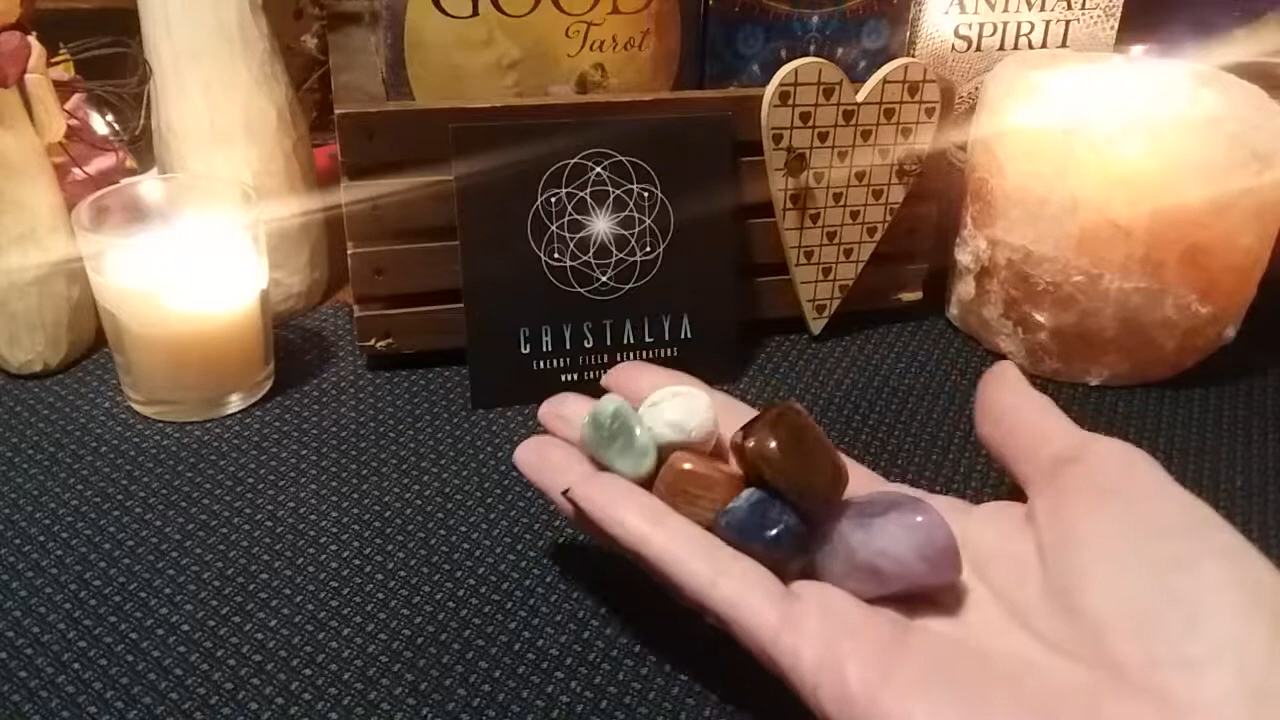 GOOD
Tarot
ANIMAL
SPIRIT
CRYSTALYA
ENERGY FIELD GENERATORS